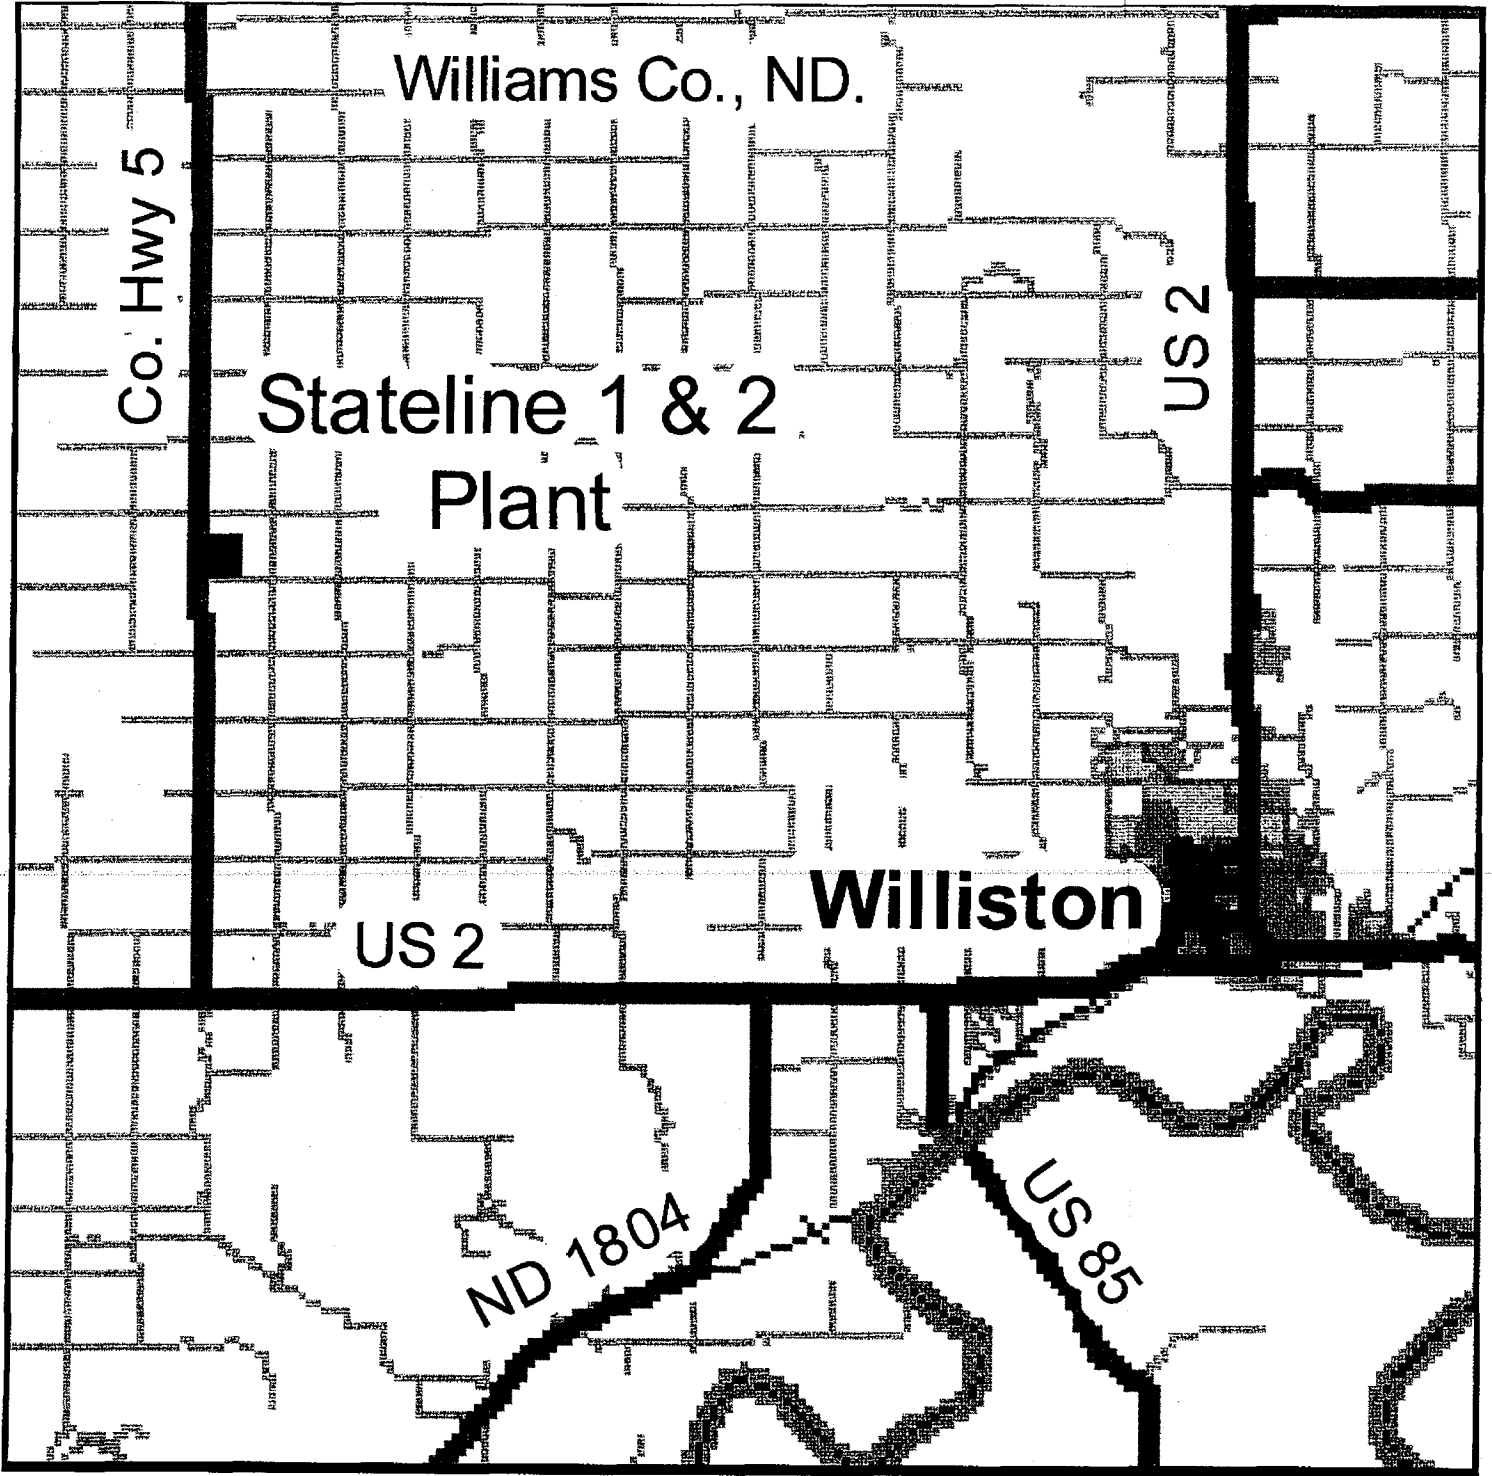 Williams Co., ND.
Co. Hwy 5
US 2
Stateline 1 & 2
Plant
Williston
US 2
ND 1804
US 85